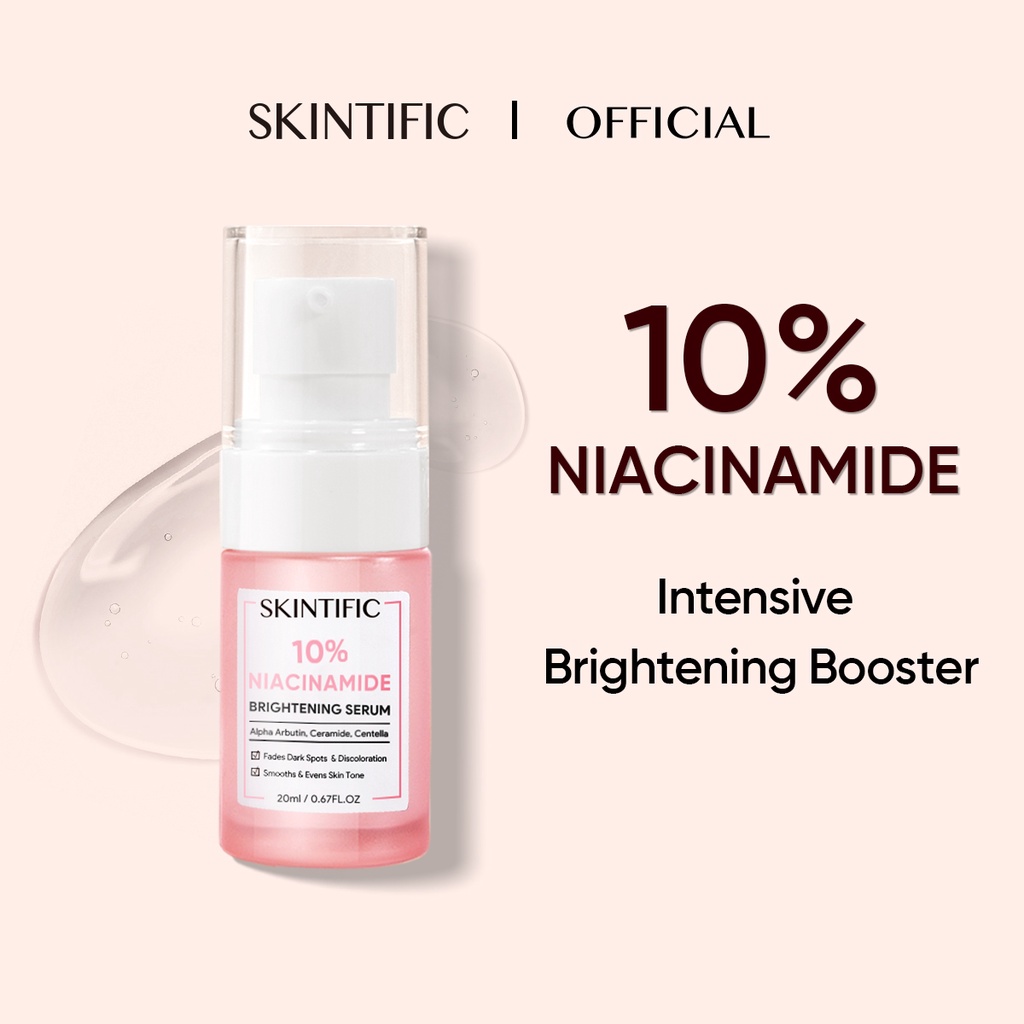 SKINTIFIC | OFFICIAL
10%
NIACINAMIDE
Intensive
Brightening Booster
SKINTIFIC
10%
NIACINAMIDE
BRIGHTENING SERUM
Alpha Arbutin, Ceramide, Centella
☑ Fades Dark Spots & Discoloration
☑ Smooths & Evens Skin Tone
20ml / 0.67FL.OZ